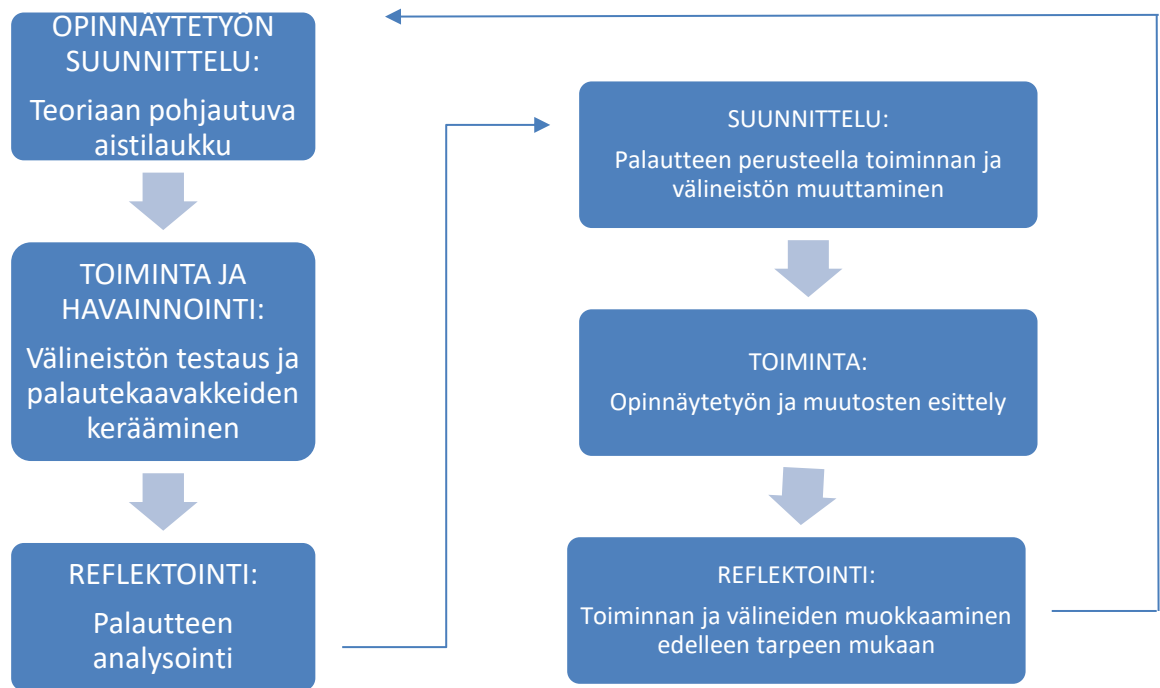 OPINNÄYTETYÖN
SUUNNITTELU:
Teoriaan pohjautuva
aistilaukku
TOIMINTA JA
HAVAINNOINTI:
Välineistön testaus ja
palautekaavakkeiden
kerääminen
REFLEKTOINTI:
Palautteen
analysointi
SUUNNITTELU:
Palautteen perusteella toiminnan ja
välineistön muuttaminen
TOIMINTA:
Opinnäytetyön ja muutosten esittely
REFLEKTOINTI:
Toiminnan ja välineiden muokkaaminen
edelleen tarpeen mukaan